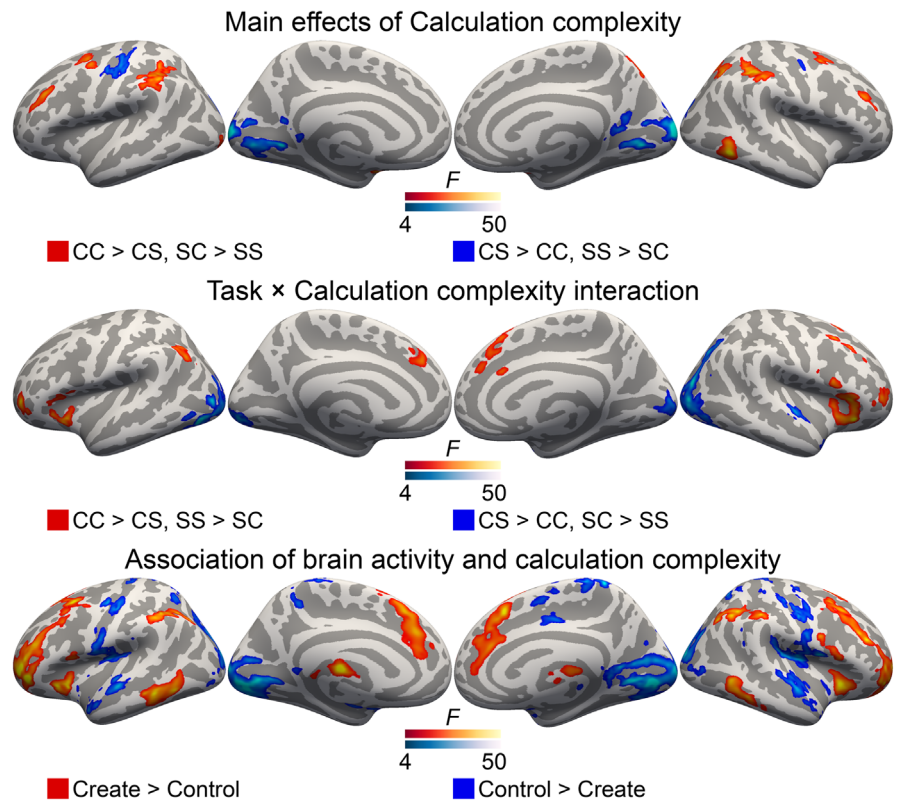 Main effects of Calculation complexity
F
4 50
CC > CS, SC > SS CS > CC, SS > SC
Task × Calculation complexity interaction
F
4 50
CC > CS, SS > SC CS > CC, SC > SS
Association of brain activity and calculation complexity
F
4 50
Create > Control Control > Create